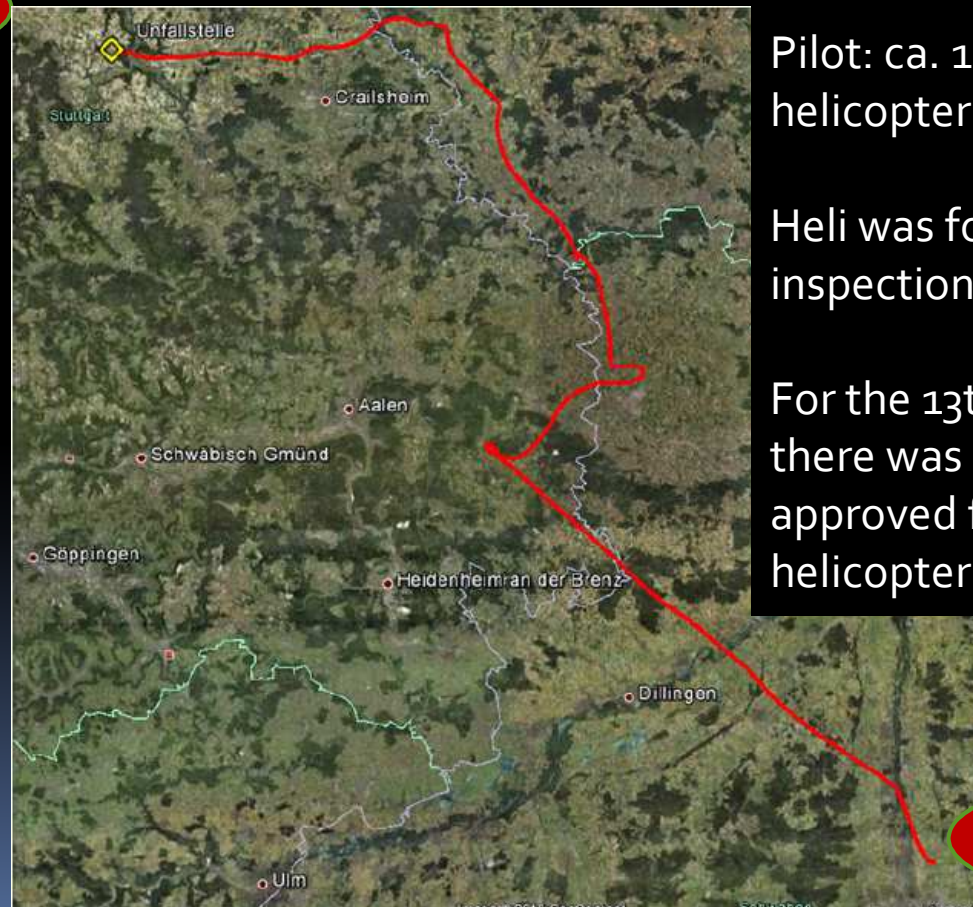 Unfallstelle
Crailsheim
Stuttgart
Aalen
Schwäbisch Gmünd
Göppingen
Heidenheim an der Brenz
Dillingen
Ulm
Pilot: ca. 1
helicopter
Heli was fo
inspection
For the 13t
there was
approved f
helicopter